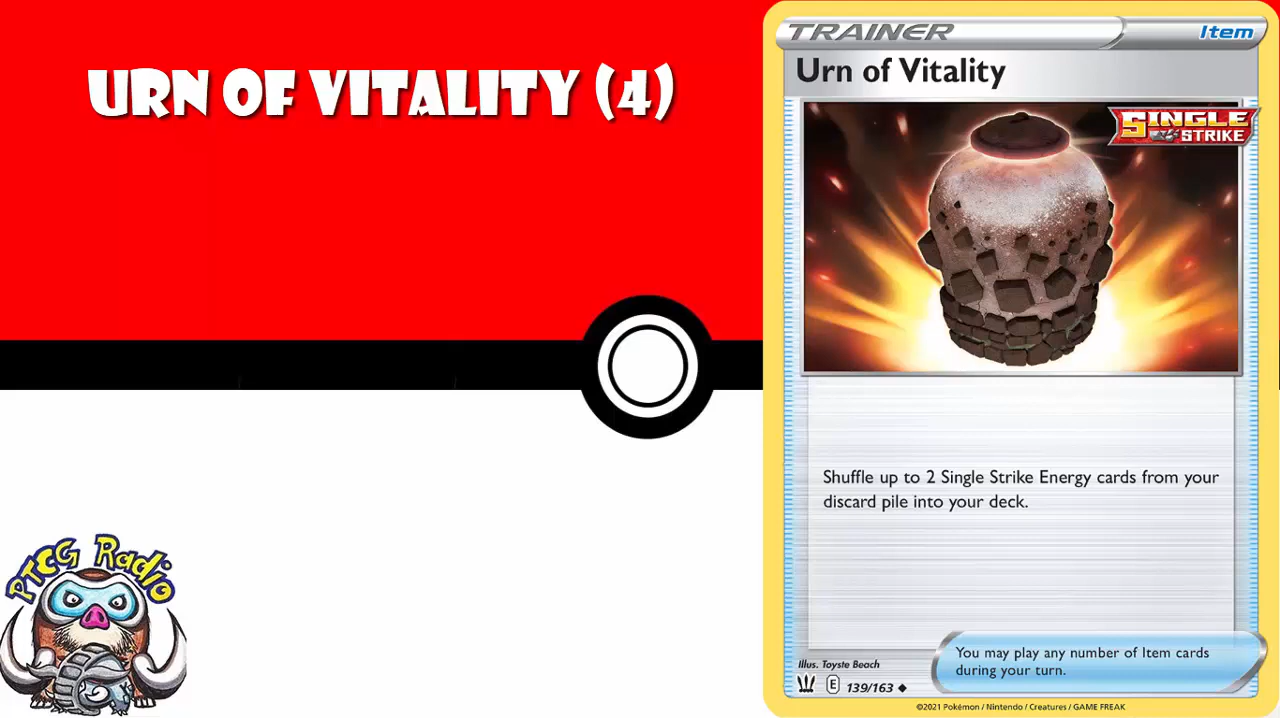 URN OF VITALITY (4)
TRAINER
Item
Urn of Vitality
SINGLE
STRIKE
Shuffle up to 2 Single Strike Energy cards from your
discard pile into your deck.
PTCG Radio
You may play any number of Item cards
during your turn.
Illus. Toyste Beach
E 139/163
©2021 Pokémon / Nintendo / Creatures / GAME FREAK